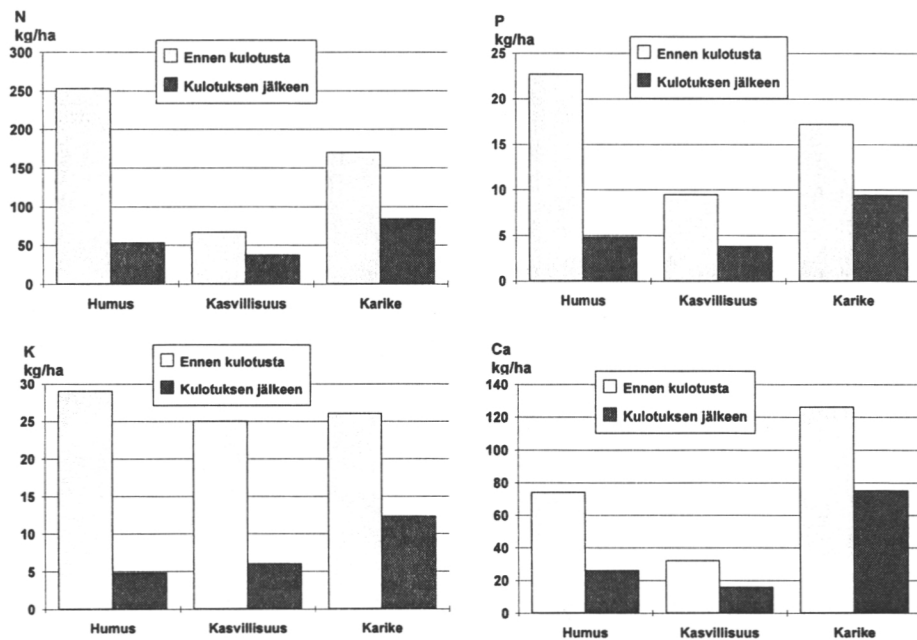 N
kg/ha
Ennen kulotusta
Kulotuksen jälkeen
300
250
200
150
100
50
0
Humus Kasvillisuus Karike
P
kg/ha
Ennen kulotusta
Kulotuksen jälkeen
25
20
15
10
5
0
Humus Kasvillisuus Karike
K
kg/ha
Ennen kulotusta
Kulotuksen jälkeen
30
25
20
15
10
5
0
Humus Kasvillisuus Karike
Ca
kg/ha
Ennen kulotusta
Kulotuksen jälkeen
140
120
100
80
60
40
20
0
Humus Kasvillisuus Karike